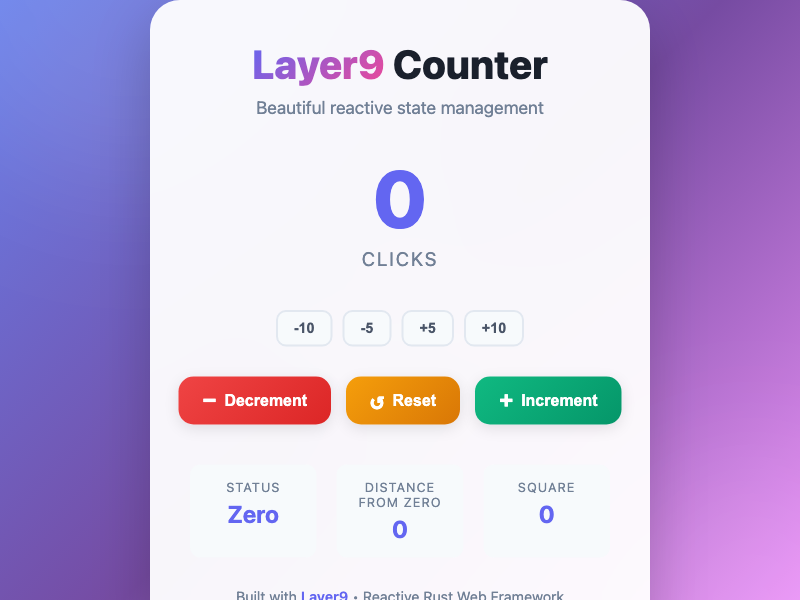 Layer9 Counter
Beautiful reactive state management
0
CLICKS
-10 -5 +5 +10
− Decrement ↺ Reset + Increment
STATUS
Zero
DISTANCE
FROM ZERO
0
SQUARE
0
Built with Layer9 • Reactive Rust Web Framework